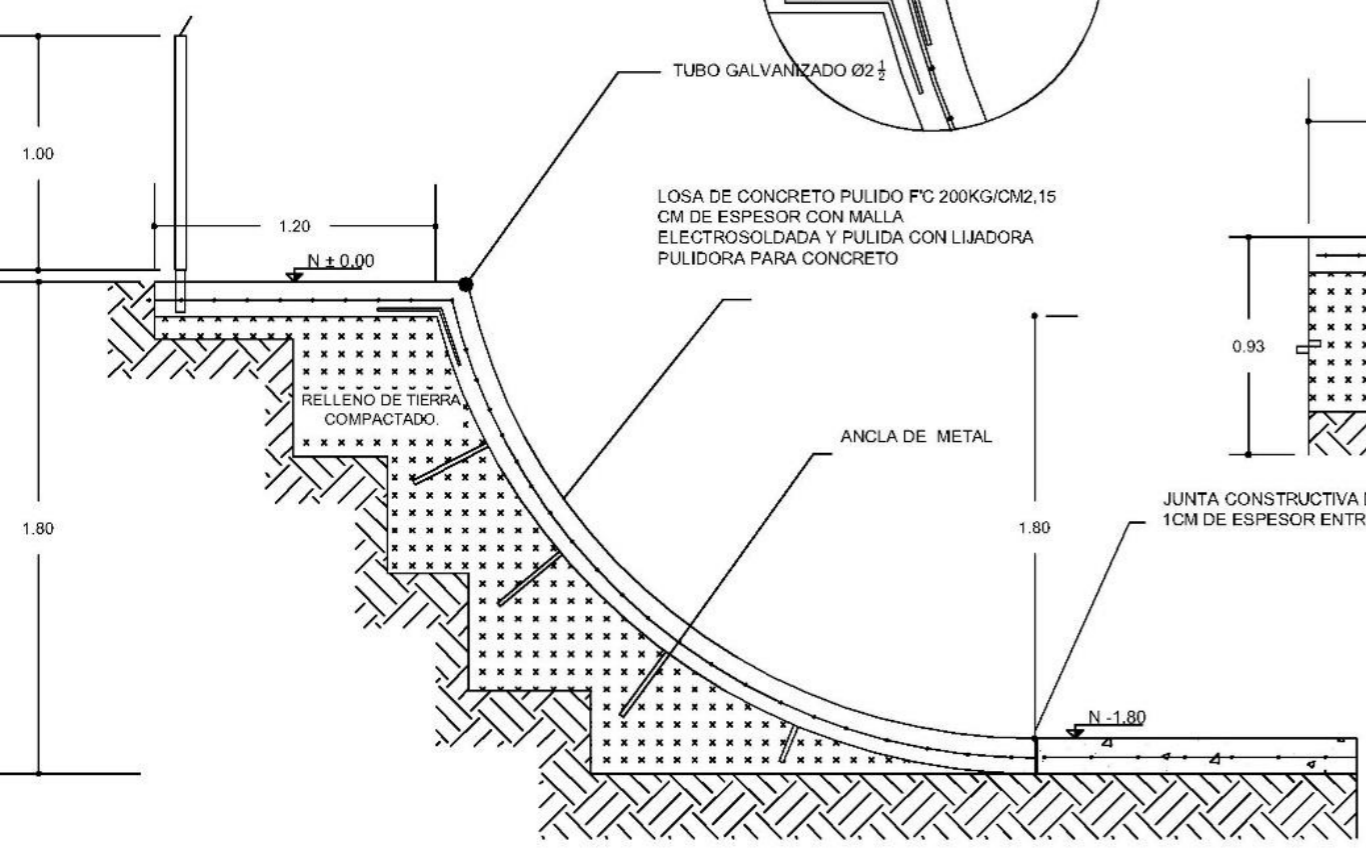 TUBO GALVANIZADO Ø2 1/2
1.00
LOSA DE CONCRETO PULIDO F'C 200KG/CM2,15
CM DE ESPESOR CON MALLA
ELECTROSOLDADA Y PULIDA CON LIJADORA
PULIDORA PARA CONCRETO
1.20
N ± 0.00
0.93
RELLENO DE TIERRA
COMPACTADO.
ANCLA DE METAL
JUNTA CONSTRUCTIVA
1CM DE ESPESOR ENTR
1.80
1.80
N -1.80